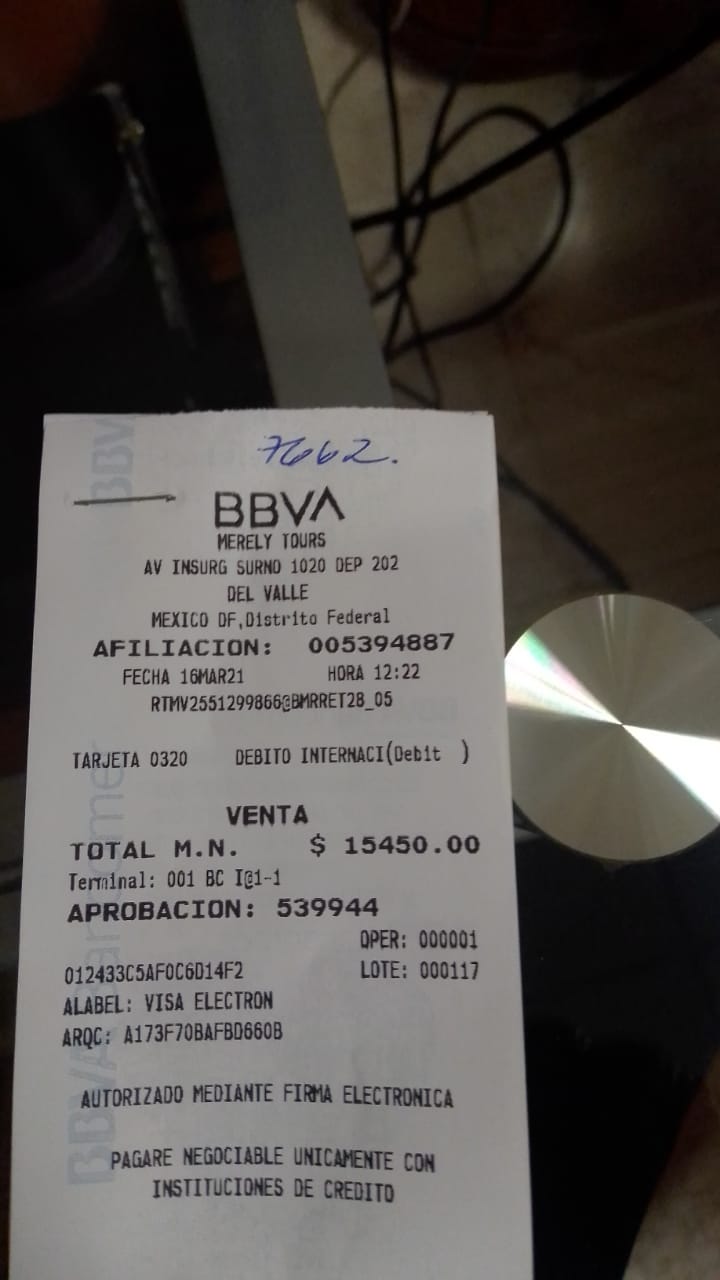 7662.
BBVA
MERELY TOURS
AV INSURG SURNO 1020 DEP 202
DEL VALLE
MEXICO DF,Distrito Federal
AFILIACION: 005394887
FECHA 16MAR21 HORA 12:22
RTMV2551299866@BMRRET28_05
TARJETA 0320 DEBITO INTERNACI(Debit )
VENTA
TOTAL M.N. $ 15450.00
Terminal: 001 BC I@1-1
APROBACION: 539944
OPER: 000001
012433C5AF0C6D14F2 LOTE: 000117
ALABEL: VISA ELECTRON
ARQC: A173F70BAFBD660B
AUTORIZADO MEDIANTE FIRMA ELECTRONICA
PAGARE NEGOCIABLE UNICAMENTE CON
INSTITUCIONES DE CREDITO
BBV
BBVA Bancomer